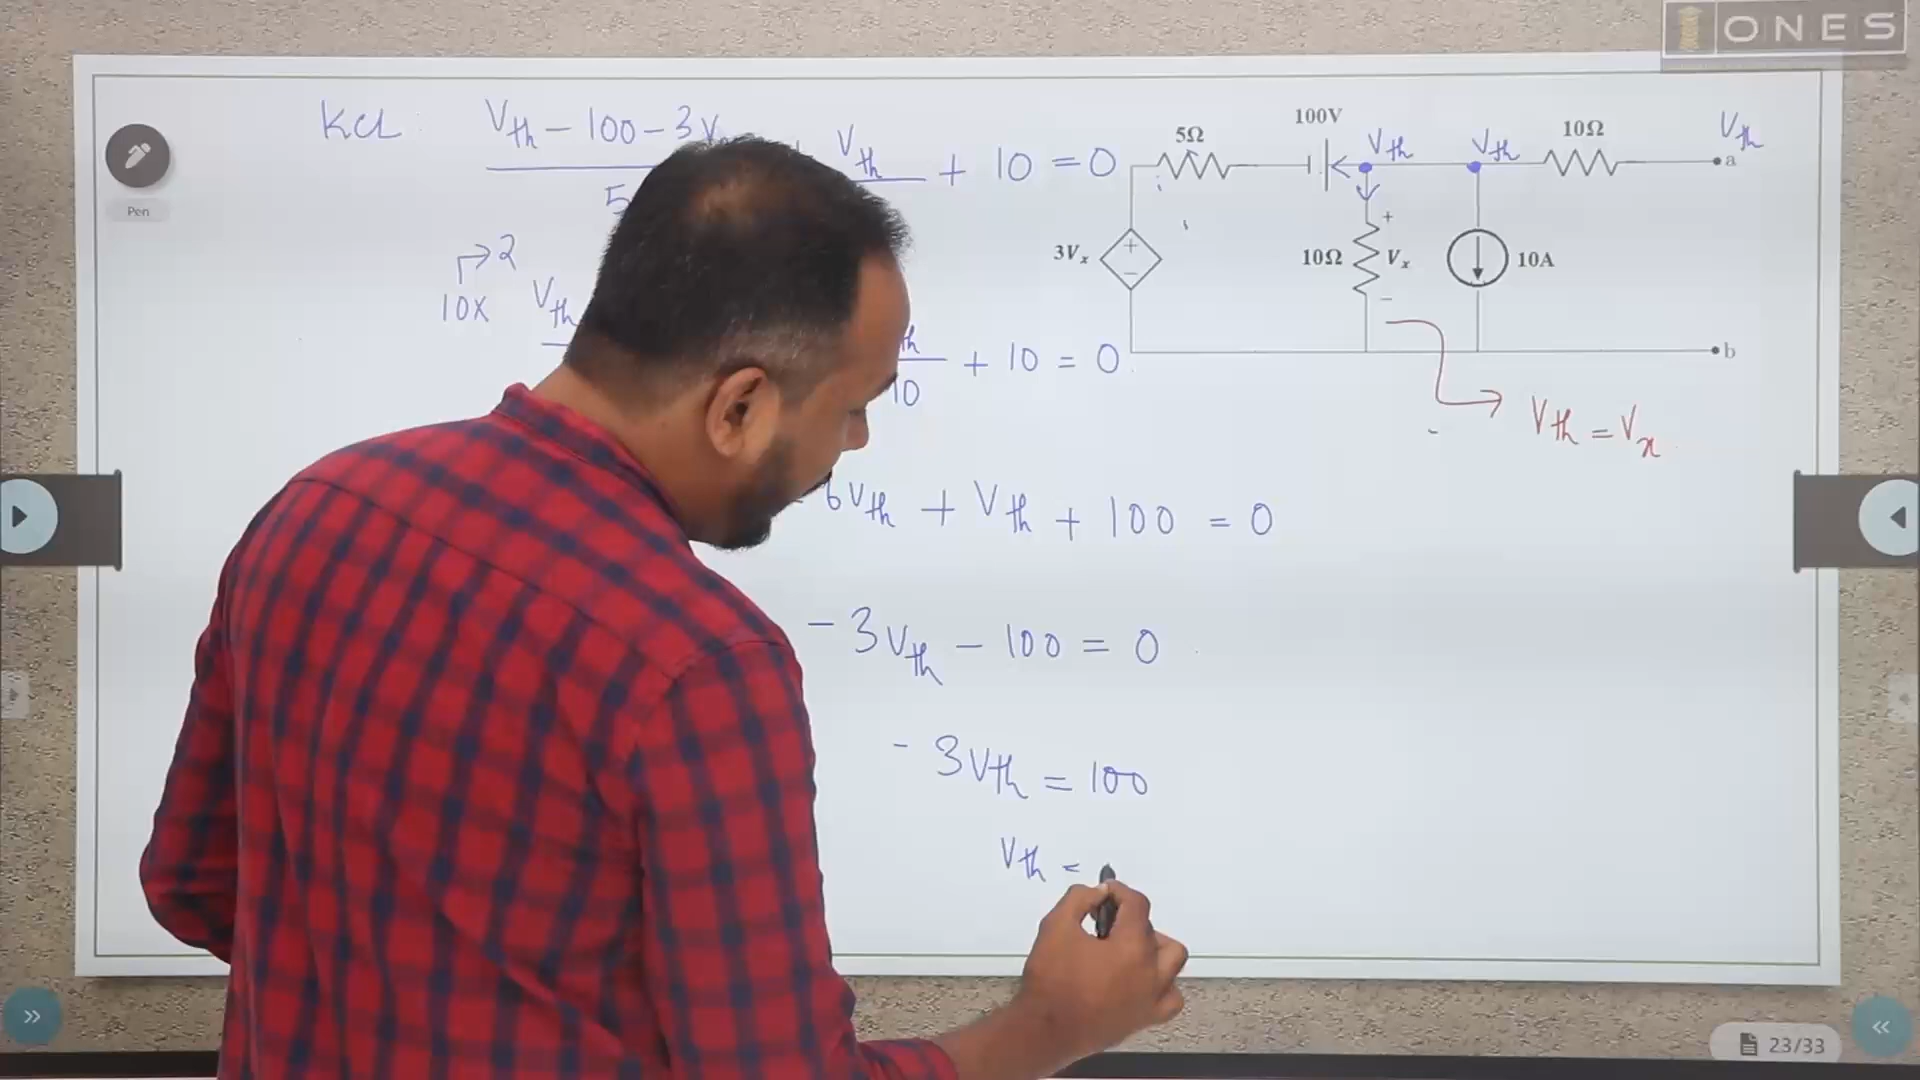 ONES
Pen
KCL Vth - 100 - 3V + Vth + 10 = 0
5
→ 2
10X Vth
th
10 + 10 = 0
6Vth + Vth + 100 = 0
- 3Vth - 100 = 0
- 3Vth = 100
Vth =
5Ω
100V
Vth
Vth
10Ω
Vth
a
3Vx
+
−
10Ω
+
Vx
−
10A
b
Vth = Vx
23/33